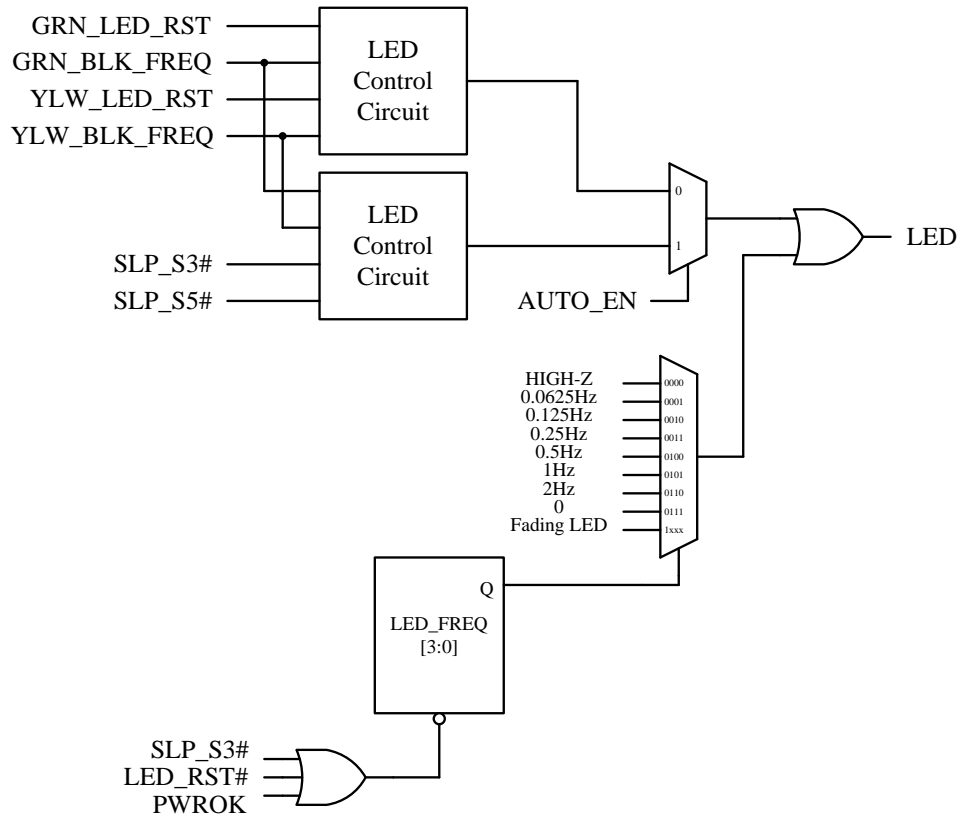 GRN_LED_RST
GRN_BLK_FREQ
YLW_LED_RST
YLW_BLK_FREQ
LED
Control
Circuit
LED
Control
Circuit
SLP_S3#
SLP_S5#
0
1
AUTO_EN
LED
HIGH-Z
0.0625Hz
0.125Hz
0.25Hz
0.5Hz
1Hz
2Hz
0
Fading LED
0000
0001
0010
0011
0100
0101
0110
0111
1xxx
Q
LED_FREQ
[3:0]
SLP_S3#
LED_RST#
PWROK